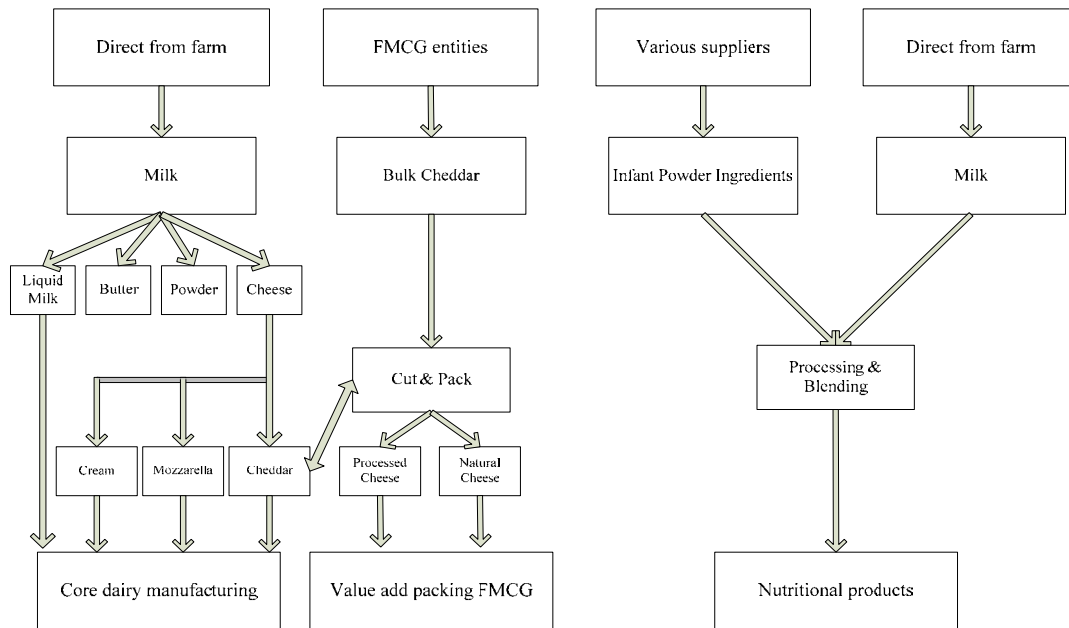 Direct from farm
FMCG entities
Various suppliers
Direct from farm
Milk
Bulk Cheddar
Infant Powder Ingredients
Milk
Liquid
Milk
Butter
Powder
Cheese
Cut & Pack
Processing &
Blending
Cream
Mozzarella
Cheddar
Processed
Cheese
Natural
Cheese
Core dairy manufacturing
Value add packing FMCG
Nutritional products